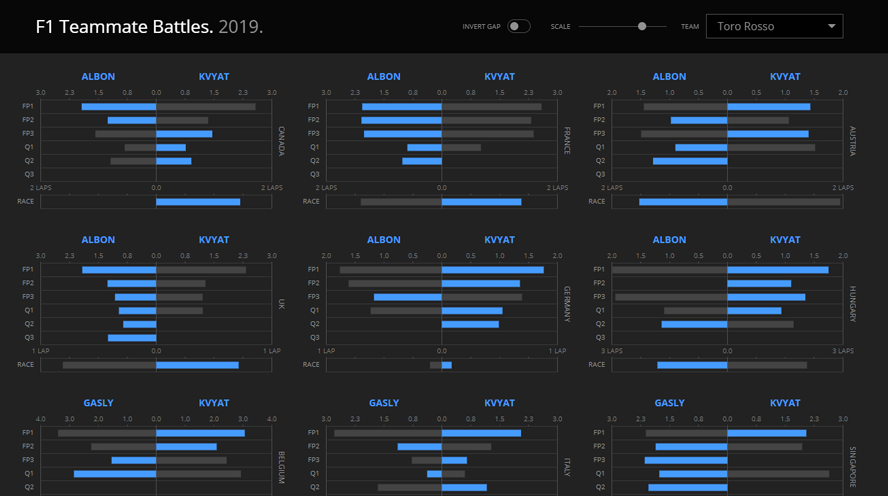 F1 Teammate Battles. 2019.
INVERT GAP SCALE TEAM Toro Rosso
ALBON KVYAT ALBON KVYAT ALBON KVYAT
3.0 2.3 1.5 0.8 0.0 0.8 1.5 2.3 3.0 3.0 2.3 1.5 0.8 0.0 0.8 1.5 2.3 3.0 2.0 1.5 1.0 0.5 0.0 0.5 1.0 1.5 2.0
FP1 FP1 FP1
FP2 FP2 FP2
FP3 FP3 FP3
CANADA FRANCE AUSTRIA
Q1 Q1 Q1
Q2 Q2 Q2
Q3 Q3 Q3
2 LAPS 0.0 2 LAPS 2 LAPS 0.0 2 LAPS 2 LAPS 0.0 2 LAPS
RACE RACE RACE
ALBON KVYAT ALBON KVYAT ALBON KVYAT
3.0 2.3 1.5 0.8 0.0 0.8 1.5 2.3 3.0 2.0 1.5 1.0 0.5 0.0 0.5 1.0 1.5 2.0 2.0 1.5 1.0 0.5 0.0 0.5 1.0 1.5 2.0
FP1 FP1 FP1
FP2 FP2 FP2
FP3 FP3 FP3
UK GERMANY HUNGARY
Q1 Q1 Q1
Q2 Q2 Q2
Q3 Q3 Q3
1 LAP 0.0 1 LAP 1 LAP 0.0 1 LAP 3 LAPS 0.0 3 LAPS
RACE RACE RACE
GASLY KVYAT GASLY KVYAT GASLY KVYAT
4.0 3.0 2.0 1.0 0.0 1.0 2.0 3.0 4.0 3.0 2.3 1.5 0.8 0.0 0.8 1.5 2.3 3.0 3.0 2.3 1.5 0.8 0.0 0.8 1.5 2.3 3.0
FP1 FP1 FP1
FP2 FP2 FP2
FP3 FP3 FP3
BELGIUM ITALY SINGAPORE
Q1 Q1 Q1
Q2 Q2 Q2